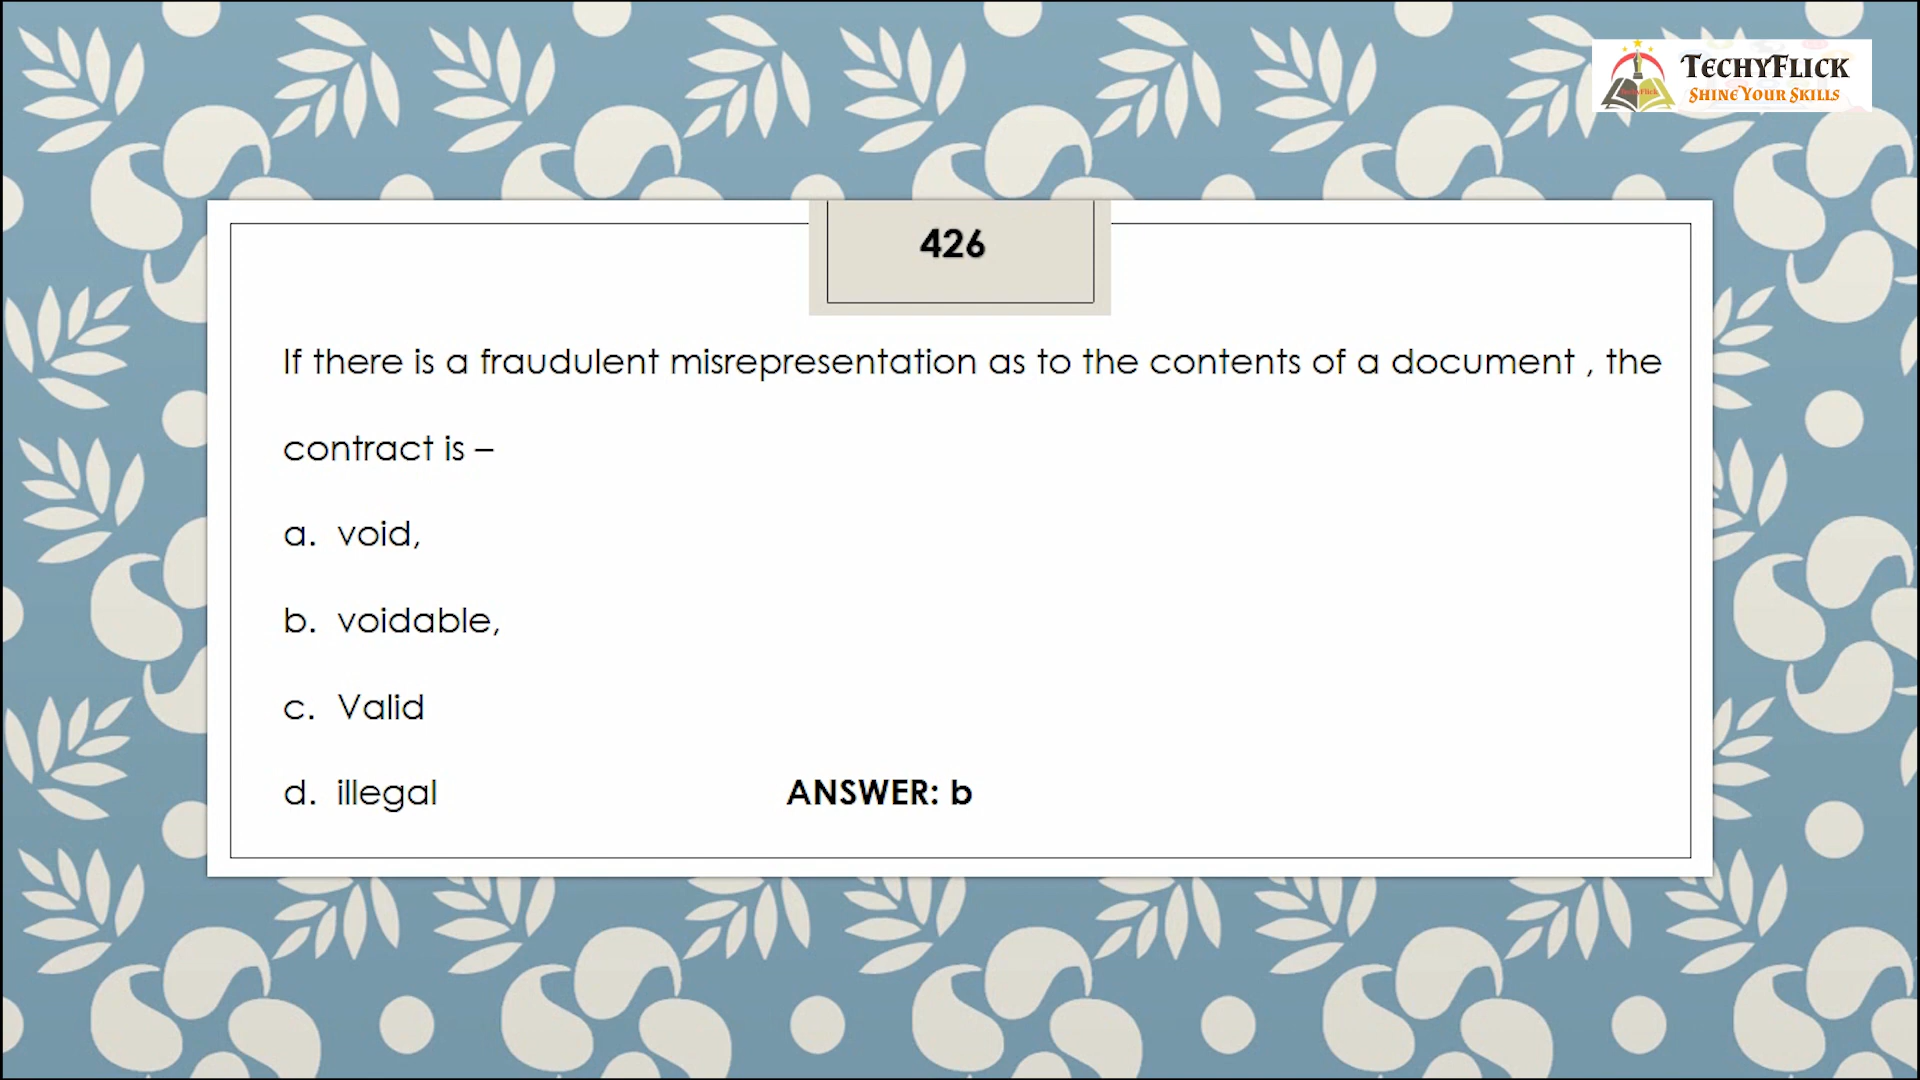 TECHYFLICK
SHINE YOUR SKILLS
426
If there is a fraudulent misrepresentation as to the contents of a document , the
contract is –
a. void,
b. voidable,
c. Valid
d. illegal ANSWER: b